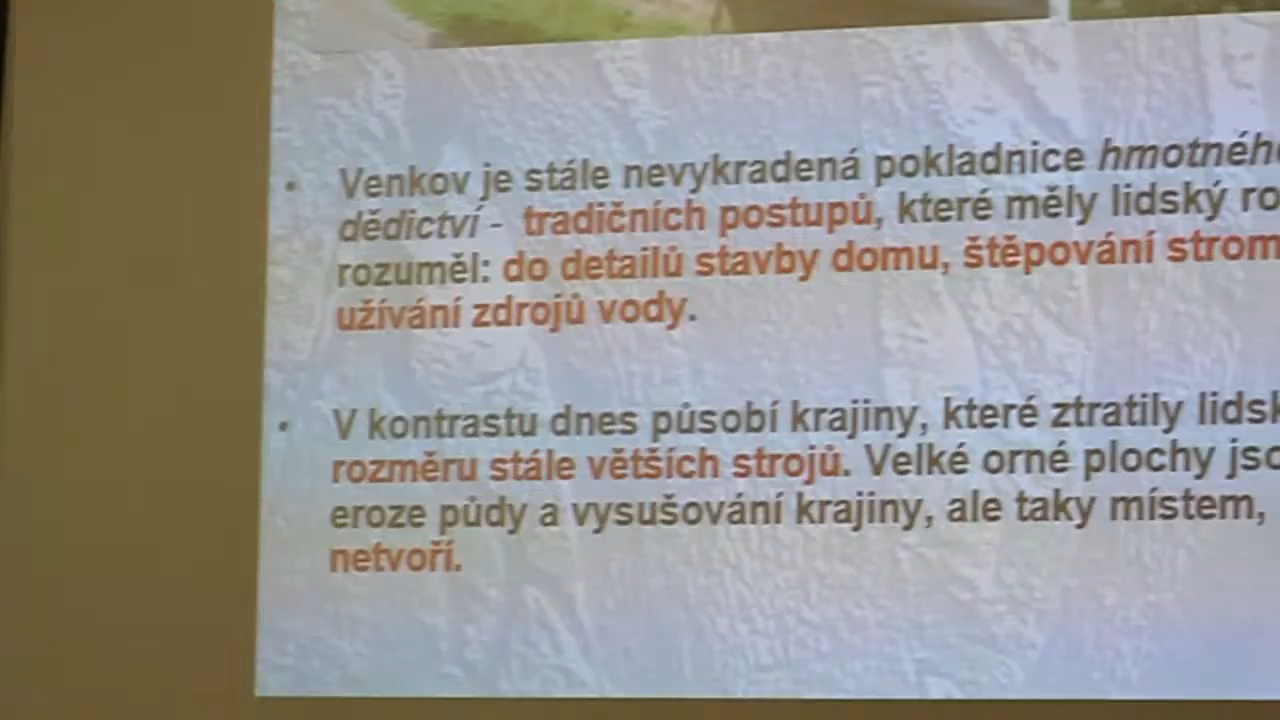 • Venkov je stále nevykradená pokladnice hmotného
dědictví - tradičních postupů, které měly lidský
rozuměl: do detailů stavby domu, štěpování
užívání zdrojů vody.
• V kontrastu dnes působí krajiny, které ztratily
rozměru stále větších strojů. Velké orné plochy
eroze půdy a vysušování krajiny, ale taky místem,
netvoří.